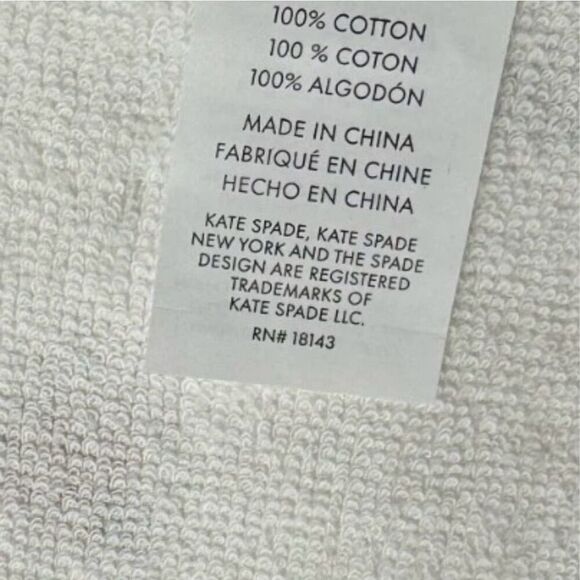 100% COTTON
100 % COTON
100% ALGODÓN
MADE IN CHINA
FABRIQUÉ EN CHINE
HECHO EN CHINA
KATE SPADE, KATE SPADE
NEW YORK AND THE SPADE
DESIGN ARE REGISTERED
TRADEMARKS OF
KATE SPADE LLC.
RN# 18143